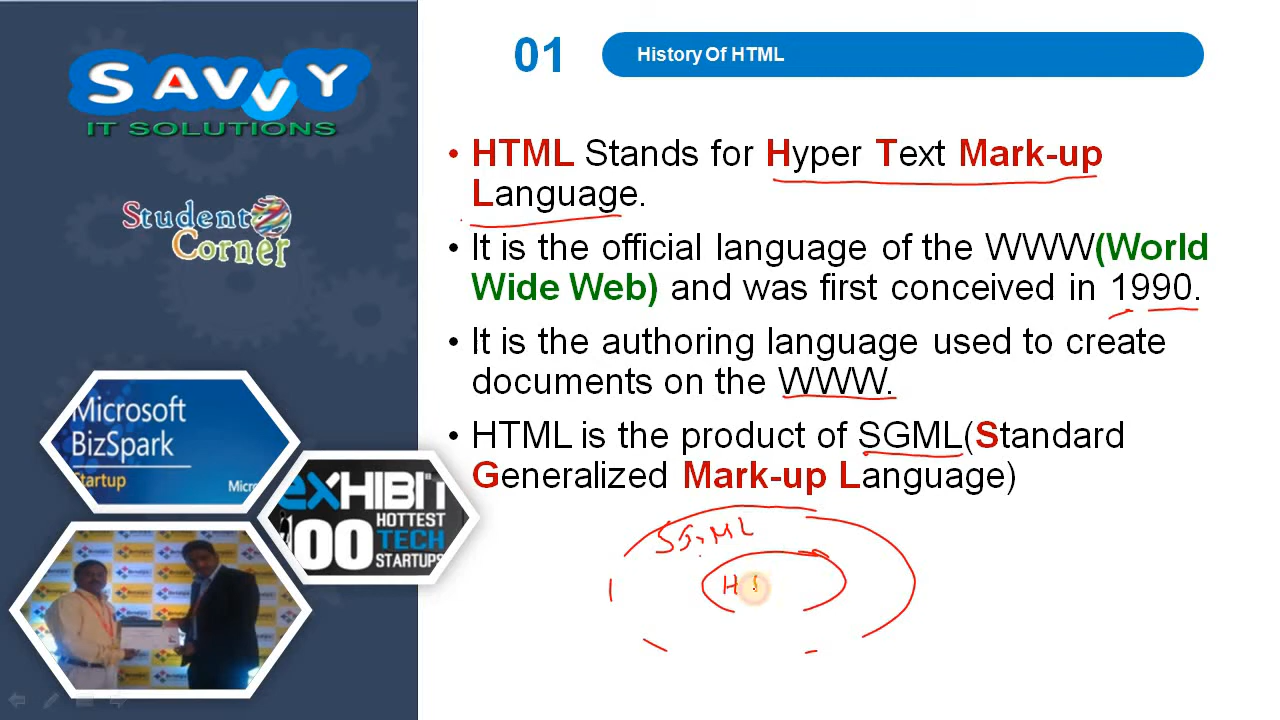 SAVVY
IT SOLUTIONS
Student
Corner
Microsoft
BizSpark
Startup
Micros
EXHIBIT
100
HOTTEST
TECH
STARTUPS
01
History Of HTML
• HTML Stands for Hyper Text Mark-up
Language.
• It is the official language of the WWW(World
Wide Web) and was first conceived in 1990.
• It is the authoring language used to create
documents on the WWW.
• HTML is the product of SGML(Standard
Generalized Mark-up Language)
SGML
H